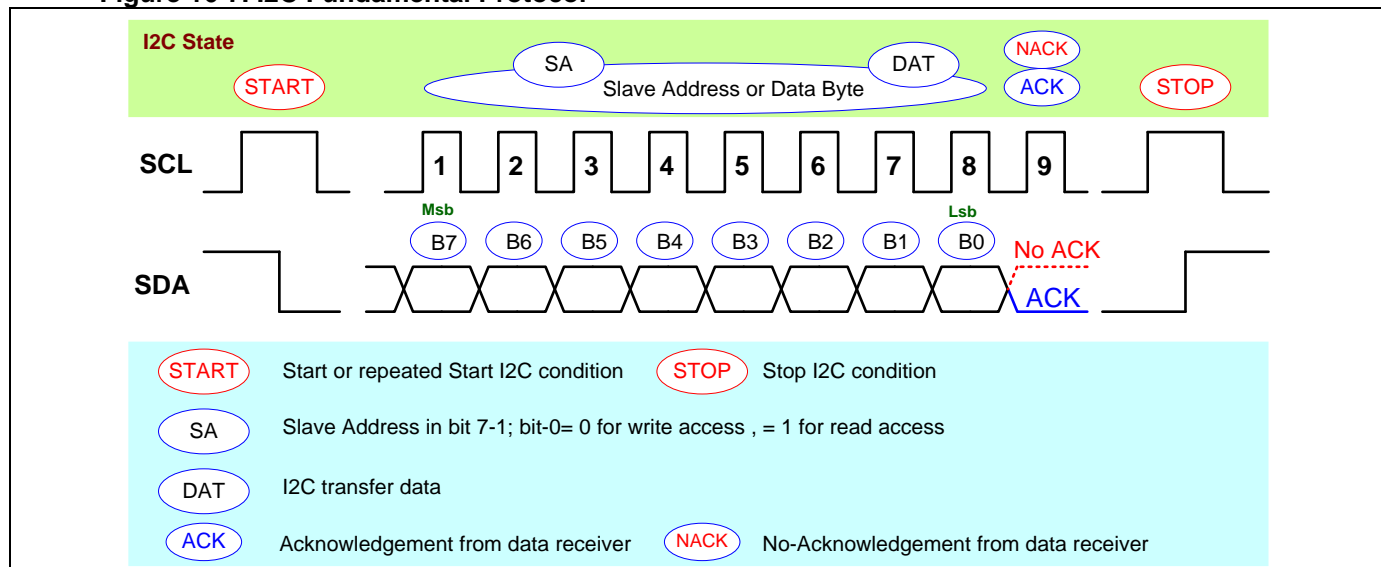 I2C State
START
SA
DAT
Slave Address or Data Byte
NACK
ACK
STOP
SCL
1 2 3 4 5 6 7 8 9
Msb Lsb
B7 B6 B5 B4 B3 B2 B1 B0
No ACK
SDA
ACK
START Start or repeated Start I2C condition STOP Stop I2C condition
SA Slave Address in bit 7-1; bit-0= 0 for write access , = 1 for read access
DAT I2C transfer data
ACK Acknowledgement from data receiver NACK No-Acknowledgement from data receiver